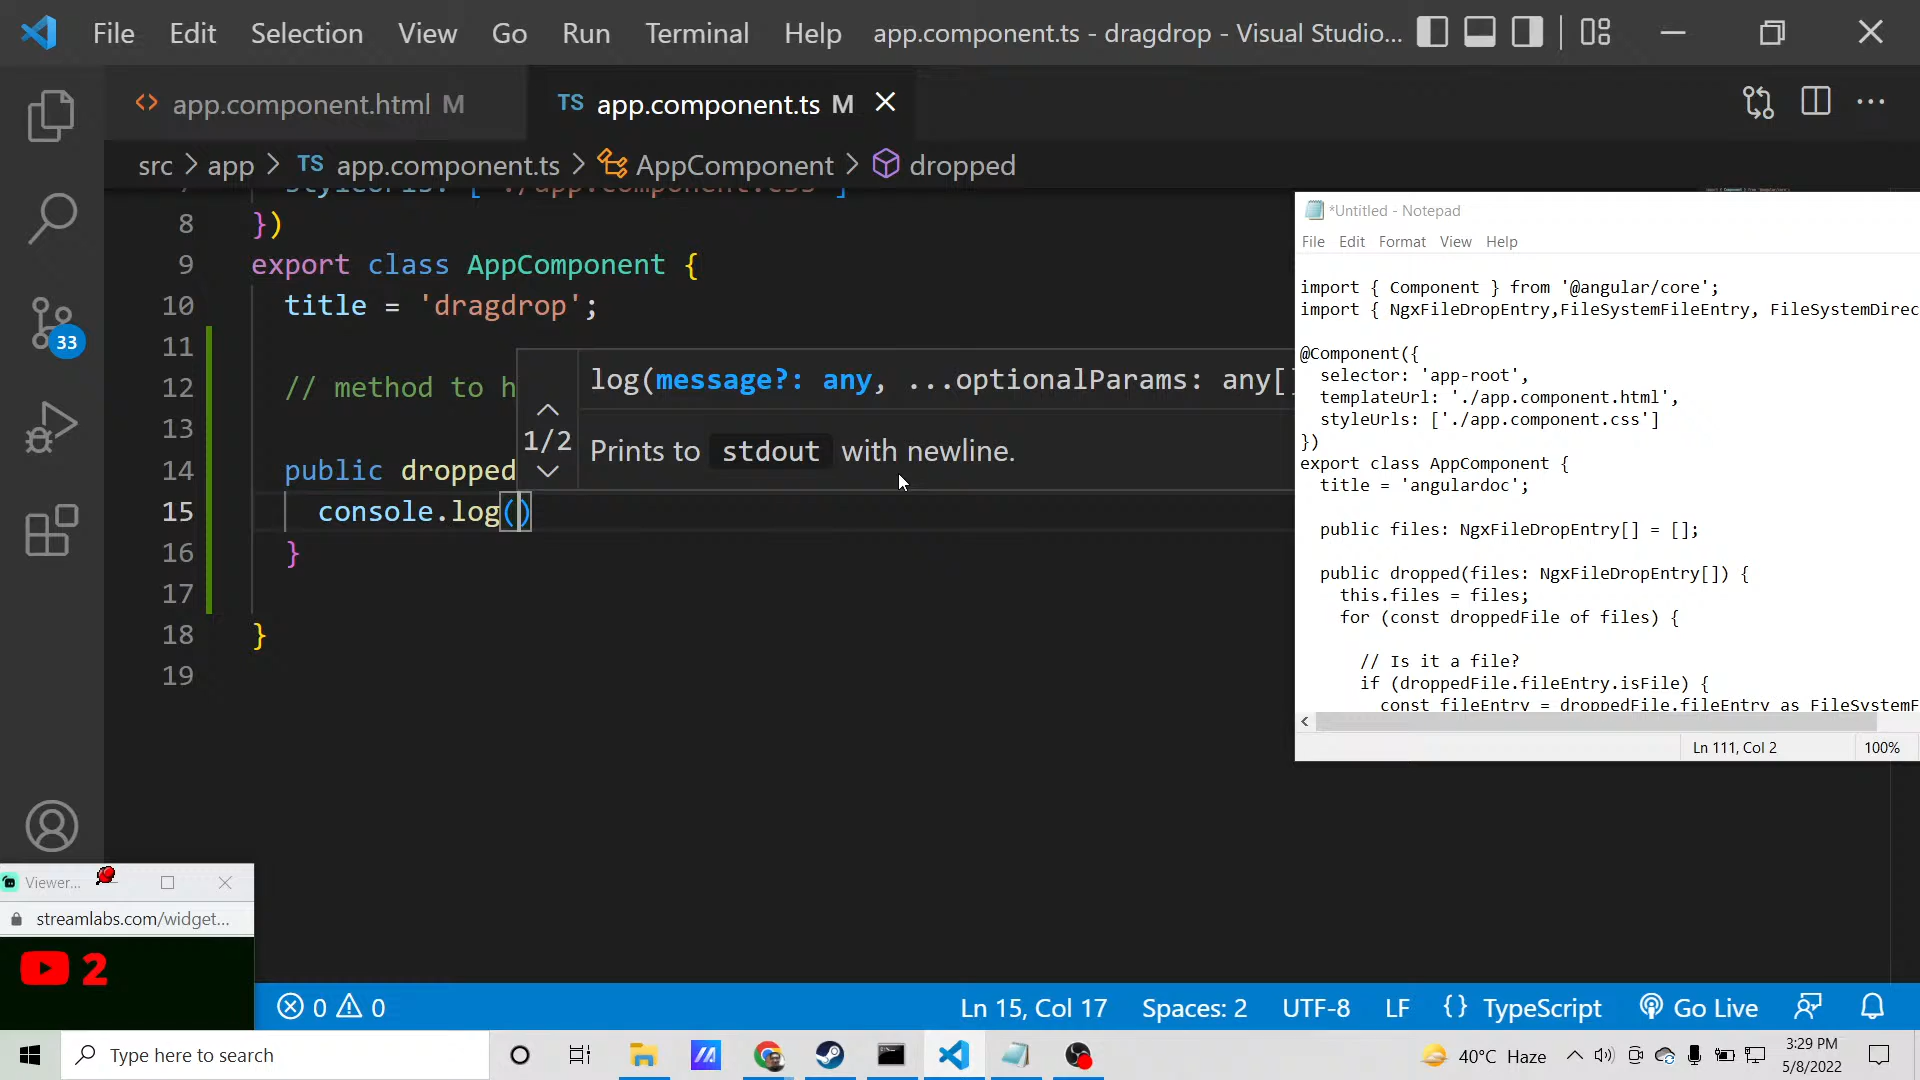 File Edit Selection View Go Run Terminal Help app.component.ts - dragdrop - Visual Studio...
app.component.html M
TS app.component.ts M
src > app > TS app.component.ts > AppComponent > dropped
8 })
9 export class AppComponent {
10 title = 'dragdrop';
11
12 // method to h
13
14 public dropped
15 console.log()
16 }
17
18 }
19
log(message?: any, ...optionalParams: any[]
1/2
Prints to stdout with newline.
*Untitled - Notepad
File Edit Format View Help
import { Component } from '@angular/core';
import { NgxFileDropEntry,FileSystemFileEntry, FileSystemDirec
@Component({
selector: 'app-root',
templateUrl: './app.component.html',
styleUrls: ['./app.component.css']
})
export class AppComponent {
title = 'angulardoc';
public files: NgxFileDropEntry[] = [];
public dropped(files: NgxFileDropEntry[]) {
this.files = files;
for (const droppedFile of files) {
// Is it a file?
if (droppedFile.fileEntry.isFile) {
const fileEntry = droppedFile.fileEntry as FileSystemF
Ln 111, Col 2
100%
33
Viewer...
streamlabs.com/widget...
2
0 0
Ln 15, Col 17 Spaces: 2 UTF-8 LF {} TypeScript Go Live
Type here to search
40°C Haze
3:29 PM
5/8/2022